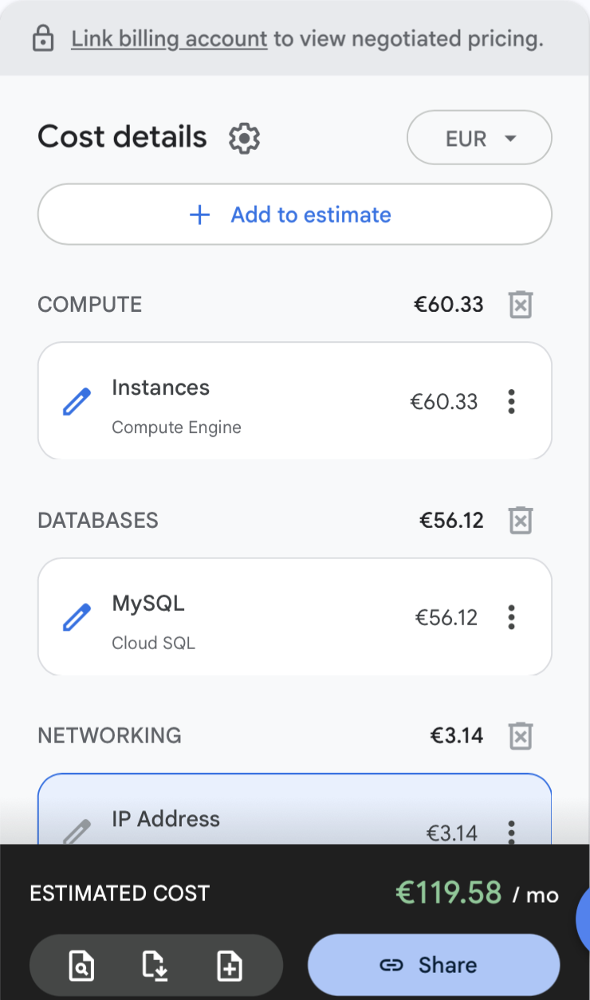 Link billing account to view negotiated pricing.
Cost details
EUR
+ Add to estimate
COMPUTE €60.33
Instances
Compute Engine
€60.33
DATABASES €56.12
MySQL
Cloud SQL
€56.12
NETWORKING €3.14
IP Address
€3.14
ESTIMATED COST €119.58 / mo
Share